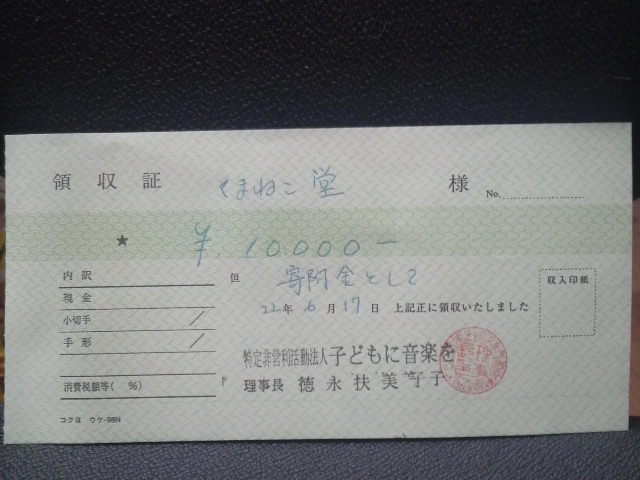 領収証 くまねこ堂 様 No.
★ ¥10000−
内訳 但 寄附金として 収入印紙
現金 22年6月17日 上記正に領収いたしました
小切手 /
手形 /
特定非営利活動法人 子どもに音楽を
消費税額等( %) 理事長 徳永扶美子
コクヨ ウケ-98N